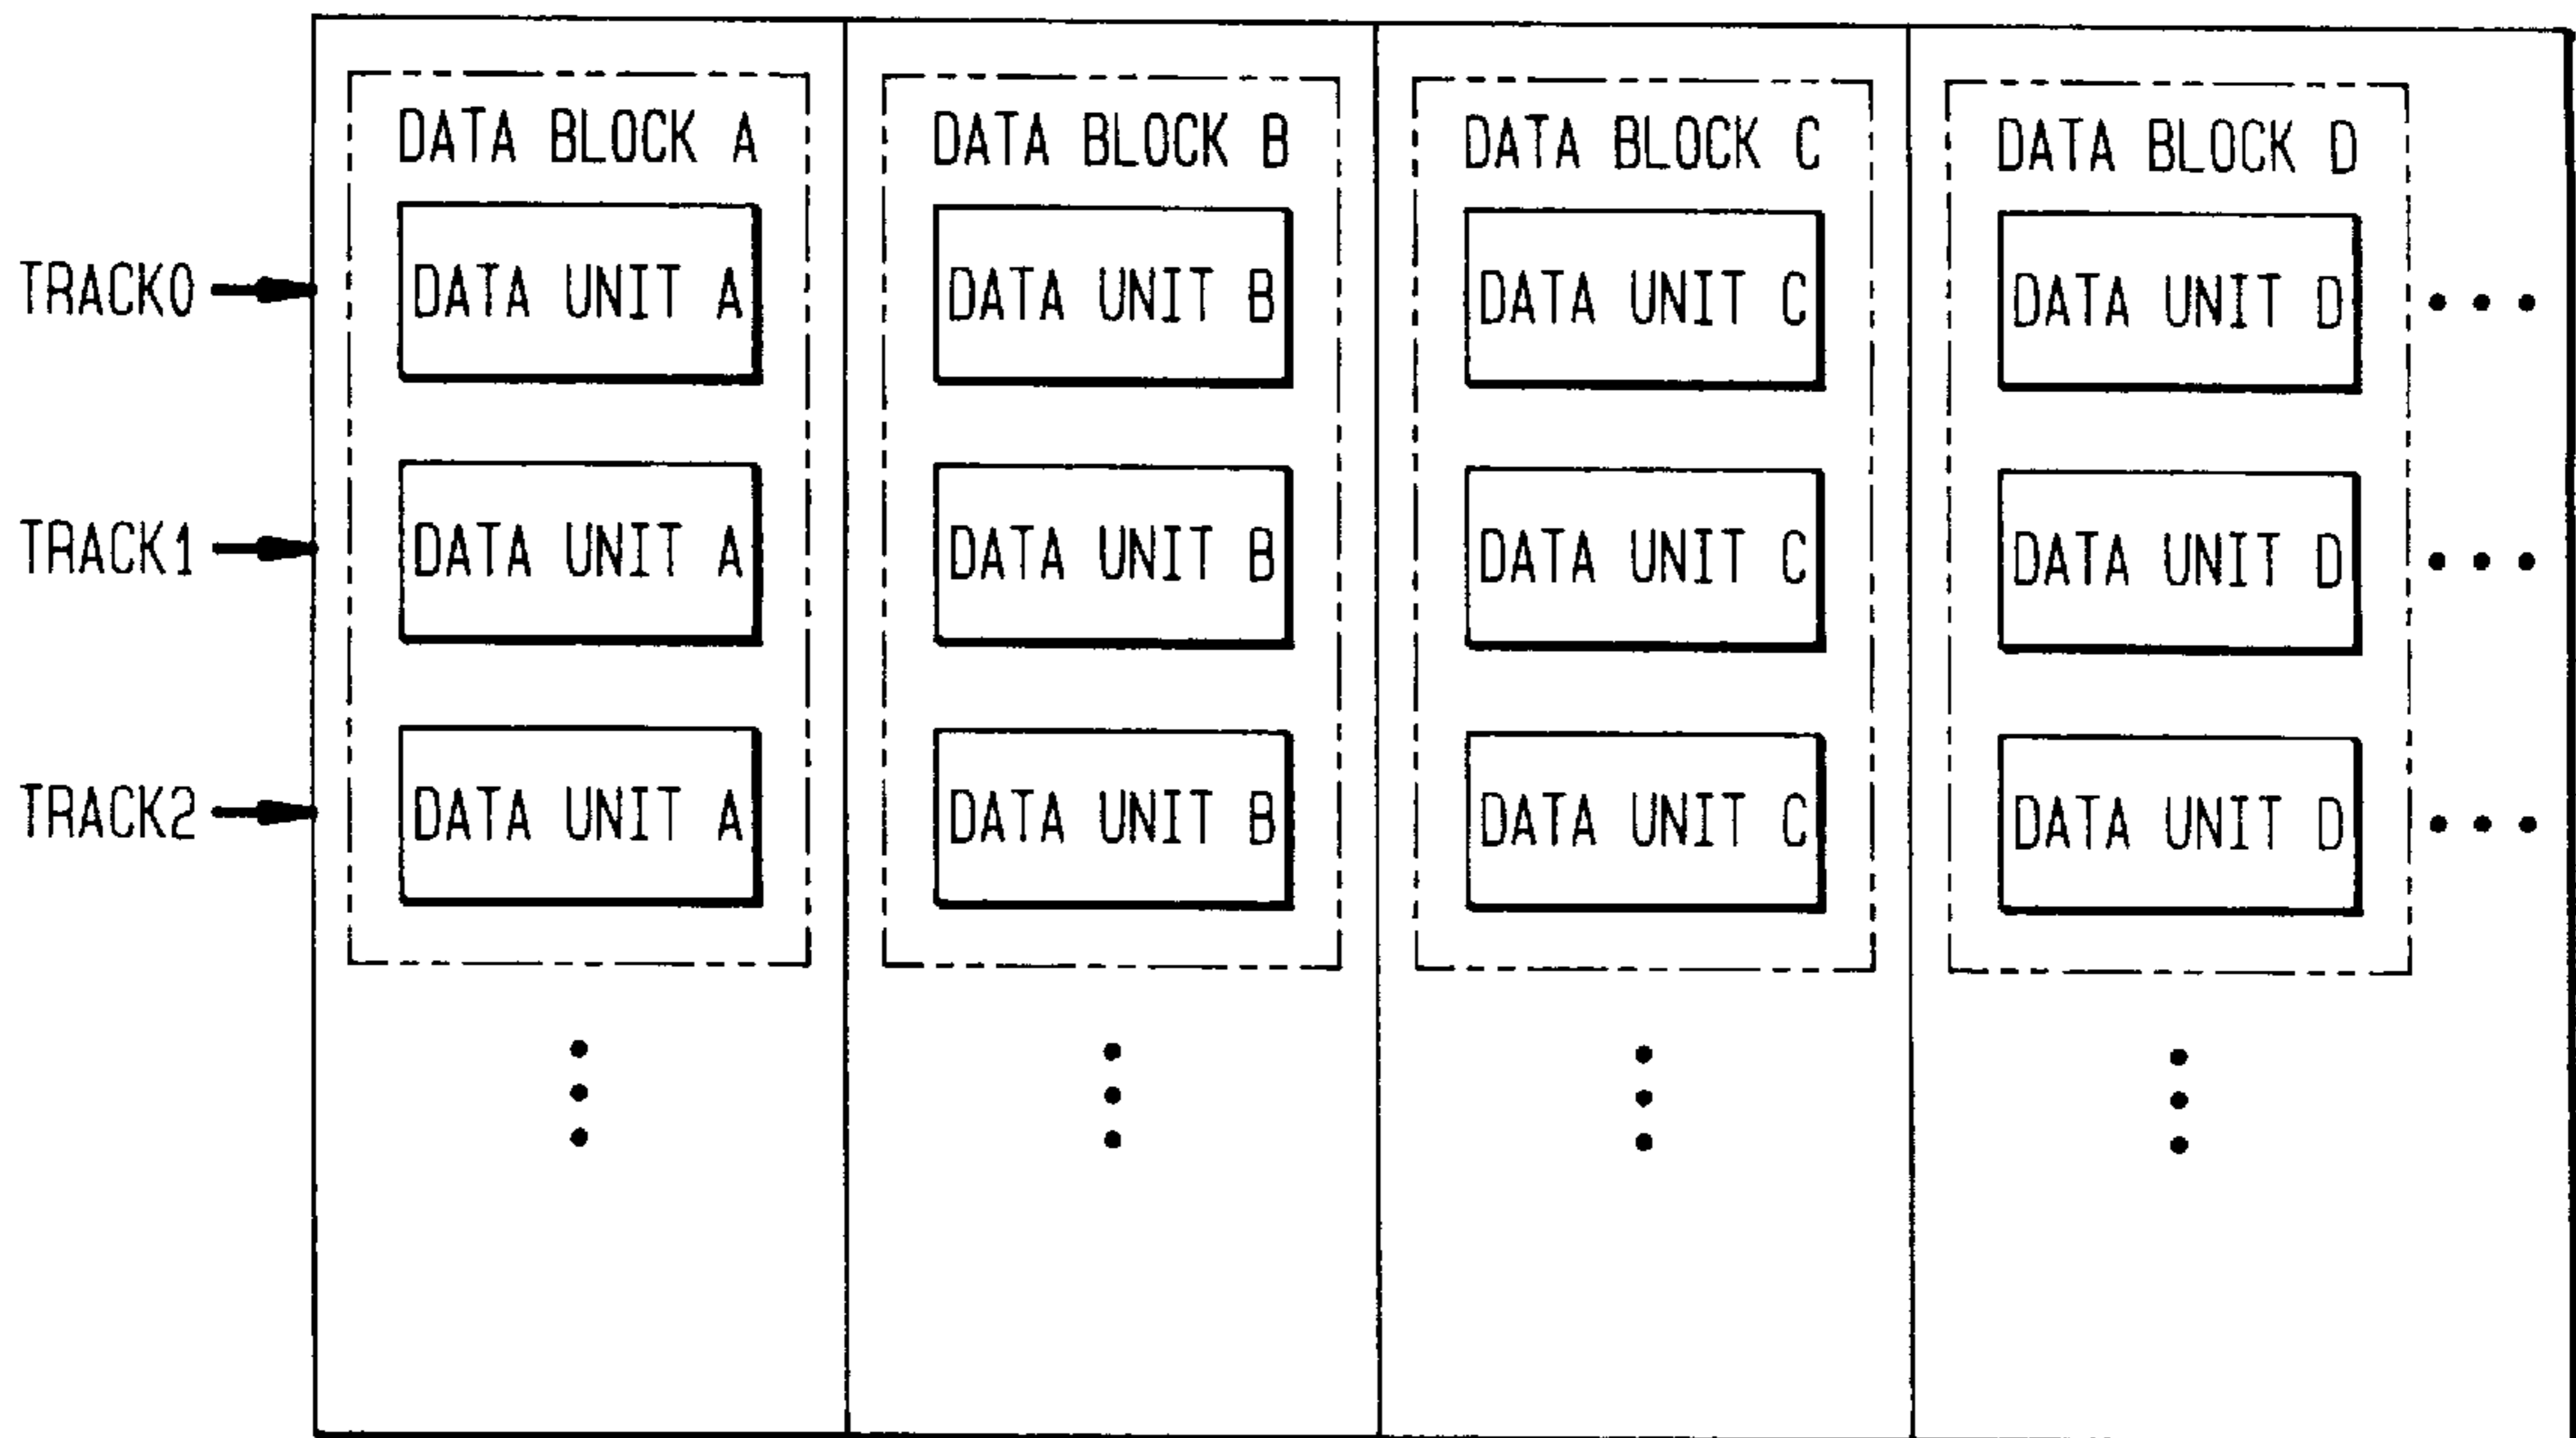 DATA BLOCK A DATA BLOCK B DATA BLOCK C DATA BLOCK D
TRACK0 DATA UNIT A DATA UNIT B DATA UNIT C DATA UNIT D
TRACK1 DATA UNIT A DATA UNIT B DATA UNIT C DATA UNIT D
TRACK2 DATA UNIT A DATA UNIT B DATA UNIT C DATA UNIT D